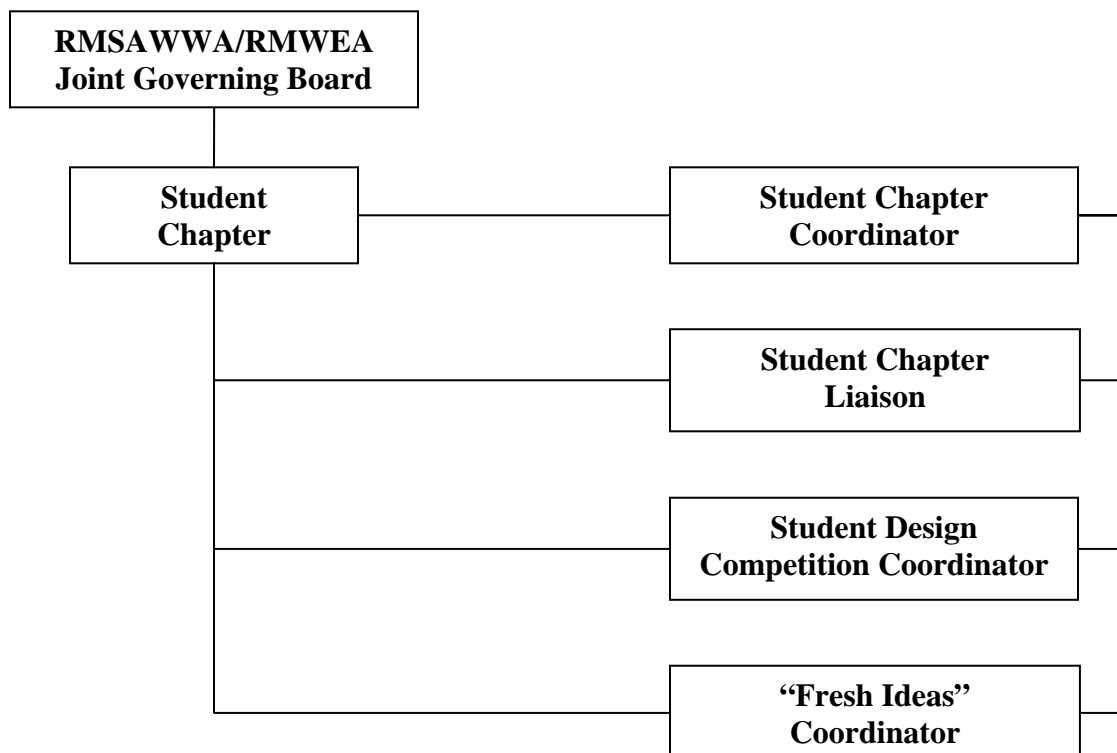 RMSAWWA/RMWEA
Joint Governing Board
Student
Chapter
Student Chapter
Coordinator
Student Chapter
Liaison
Student Design
Competition Coordinator
“Fresh Ideas”
Coordinator